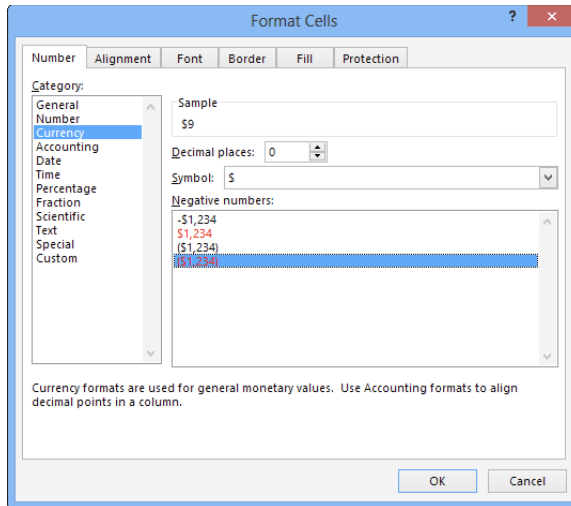 Format Cells
?
×
Number Alignment Font Border Fill Protection
Category:
General
Number
Currency
Accounting
Date
Time
Percentage
Fraction
Scientific
Text
Special
Custom
Sample
$9
Decimal places: 0
Symbol: $
Negative numbers:
-$1,234
$1,234
($1,234)
($1,234)
Currency formats are used for general monetary values. Use Accounting formats to align
decimal points in a column.
OK Cancel